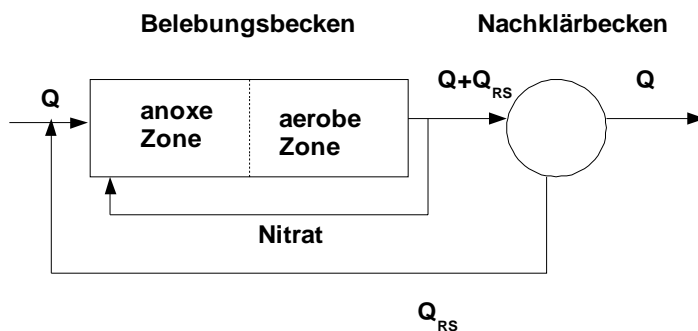 Belebungsbecken
Nachklärbecken
Q
anoxe
Zone
aerobe
Zone
Q+Q_RS
Q
Nitrat
Q_RS